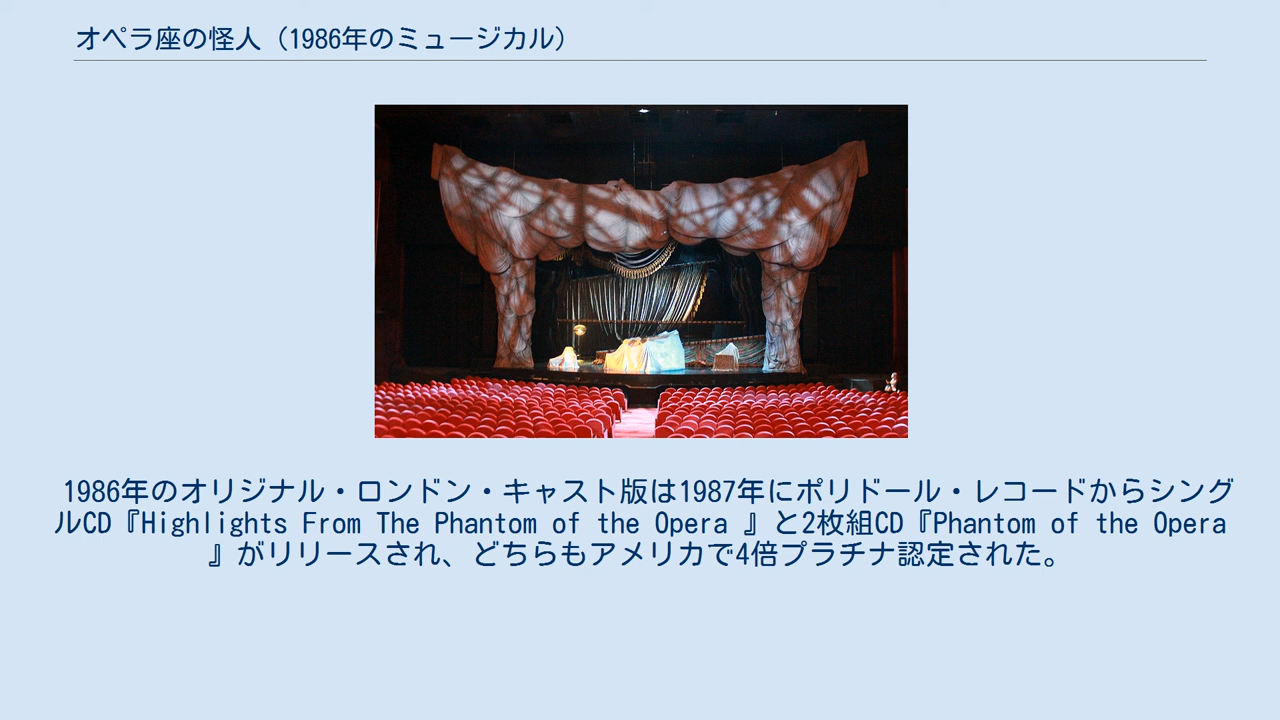 オペラ座の怪人（1986年のミュージカル）
1986年のオリジナル・ロンドン・キャスト版は1987年にポリドール・レコードからシング
ルCD『Highlights From The Phantom of the Opera 』と2枚組CD『Phantom of the Opera
』がリリースされ、どちらもアメリカで4倍プラチナ認定された。